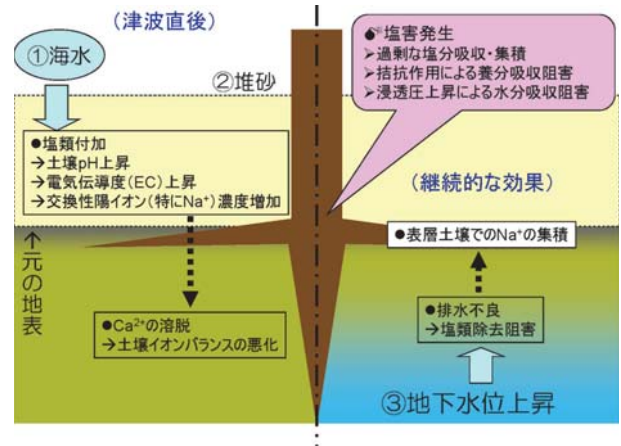 (津波直後)
①海水
②堆砂
●塩類付加
→土壌pH上昇
→電気伝導度(EC)上昇
→交換性陽イオン(特にNa⁺)濃度増加
↑元の地表
●Ca²⁺の溶脱
→土壌イオンバランスの悪化
💣塩害発生
➢過剰な塩分吸収・集積
➢拮抗作用による養分吸収阻害
➢浸透圧上昇による水分吸収阻害
(継続的な効果)
●表層土壌でのNa⁺の集積
●排水不良
→塩類除去阻害
③地下水位上昇